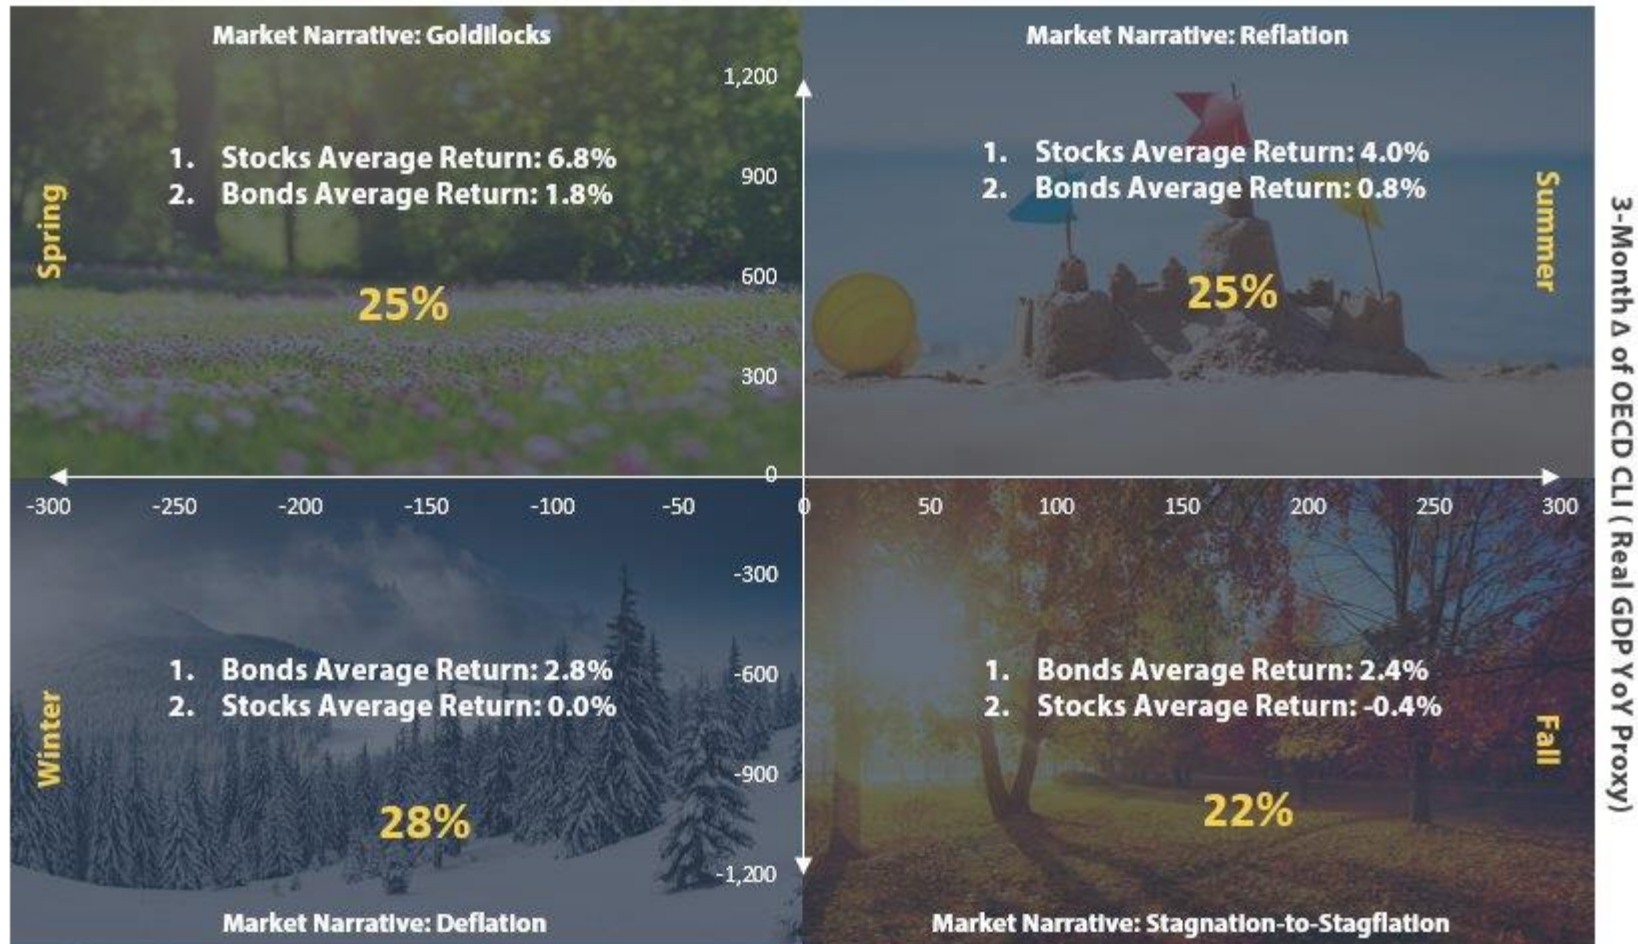 Market Narrative: Goldilocks
Market Narrative: Reflation
1,200
1. Stocks Average Return: 6.8%
2. Bonds Average Return: 1.8%
1. Stocks Average Return: 4.0%
2. Bonds Average Return: 0.8%
900
Spring
Summer
600
25%
25%
300
0
-300 -250 -200 -150 -100 -50 0 50 100 150 200 250 300
3-Month Δ of OECD CLI ( Real GDP YoY Proxy)
-300
1. Bonds Average Return: 2.8%
2. Stocks Average Return: 0.0%
1. Bonds Average Return: 2.4%
2. Stocks Average Return: -0.4%
-600
Winter
Fall
-900
28%
22%
-1,200
Market Narrative: Deflation
Market Narrative: Stagnation-to-Stagflation